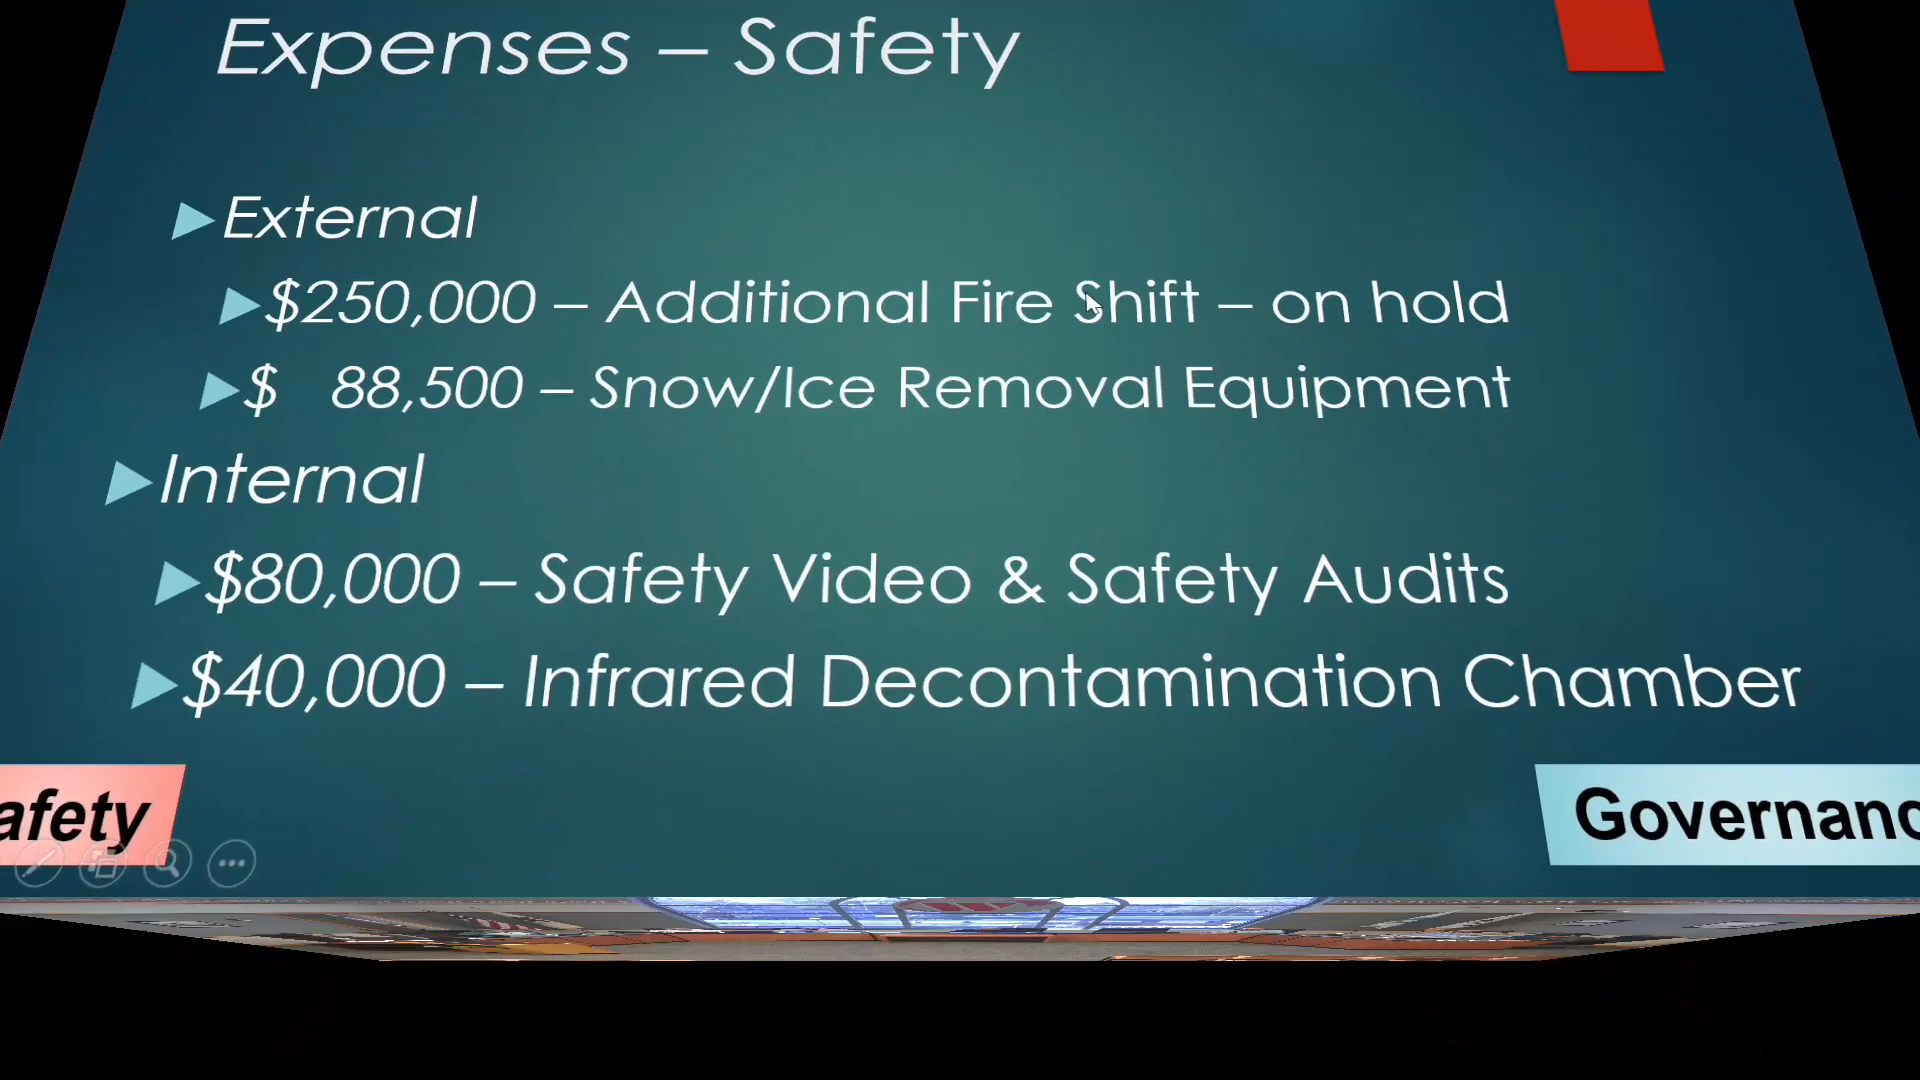 Expenses – Safety
External
$250,000 – Additional Fire Shift – on hold
$ 88,500 – Snow/Ice Removal Equipment
Internal
$80,000 – Safety Video & Safety Audits
$40,000 – Infrared Decontamination Chamber
afety
Governanc